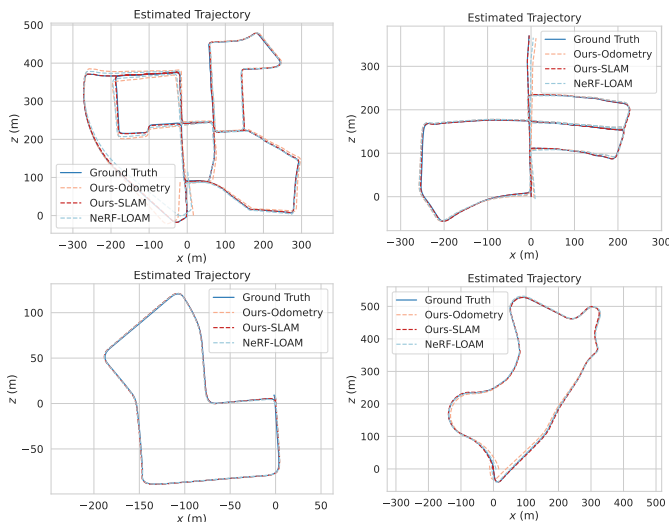 Estimated Trajectory
500
400
300
200
100
0
z (m)
Ground Truth
Ours-Odometry
Ours-SLAM
NeRF-LOAM
−300 −200 −100 0 100 200 300
x (m)
Estimated Trajectory
300
200
100
0
z (m)
Ground Truth
Ours-Odometry
Ours-SLAM
NeRF-LOAM
−300 −200 −100 0 100 200 300
x (m)
Estimated Trajectory
100
50
0
−50
z (m)
Ground Truth
Ours-Odometry
Ours-SLAM
NeRF-LOAM
−200 −150 −100 −50 0 50
x (m)
Estimated Trajectory
500
400
300
200
100
0
z (m)
Ground Truth
Ours-Odometry
Ours-SLAM
NeRF-LOAM
−300 −200 −100 0 100 200 300 400 500
x (m)